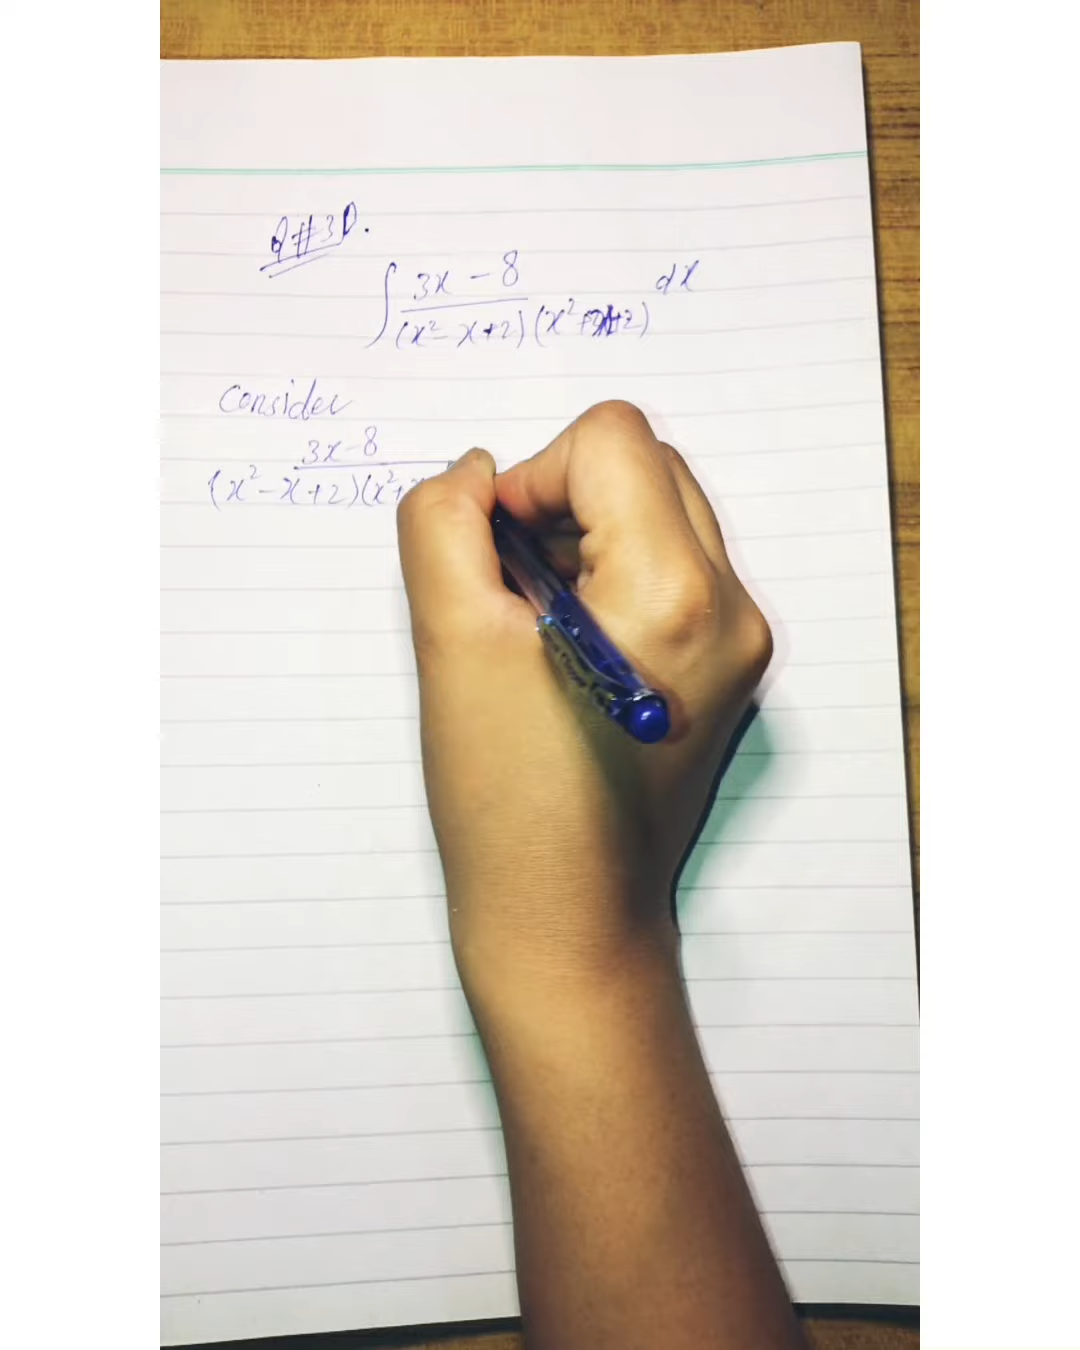 Q#30.
∫ 3x - 8 / (x² - x + 2) (x² + x + 2) dx
Consider
3x - 8
(x² - x + 2)(x² + x